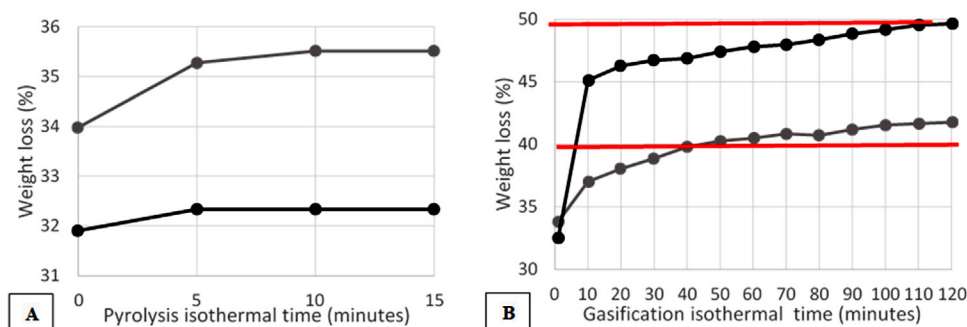 36
35
34
33
32
31
Weight loss (%)
0 5 10 15
A
Pyrolysis isothermal time (minutes)
50
45
40
35
30
Weight loss (%)
0 10 20 30 40 50 60 70 80 90 100 110 120
B
Gasification isothermal time (minutes)